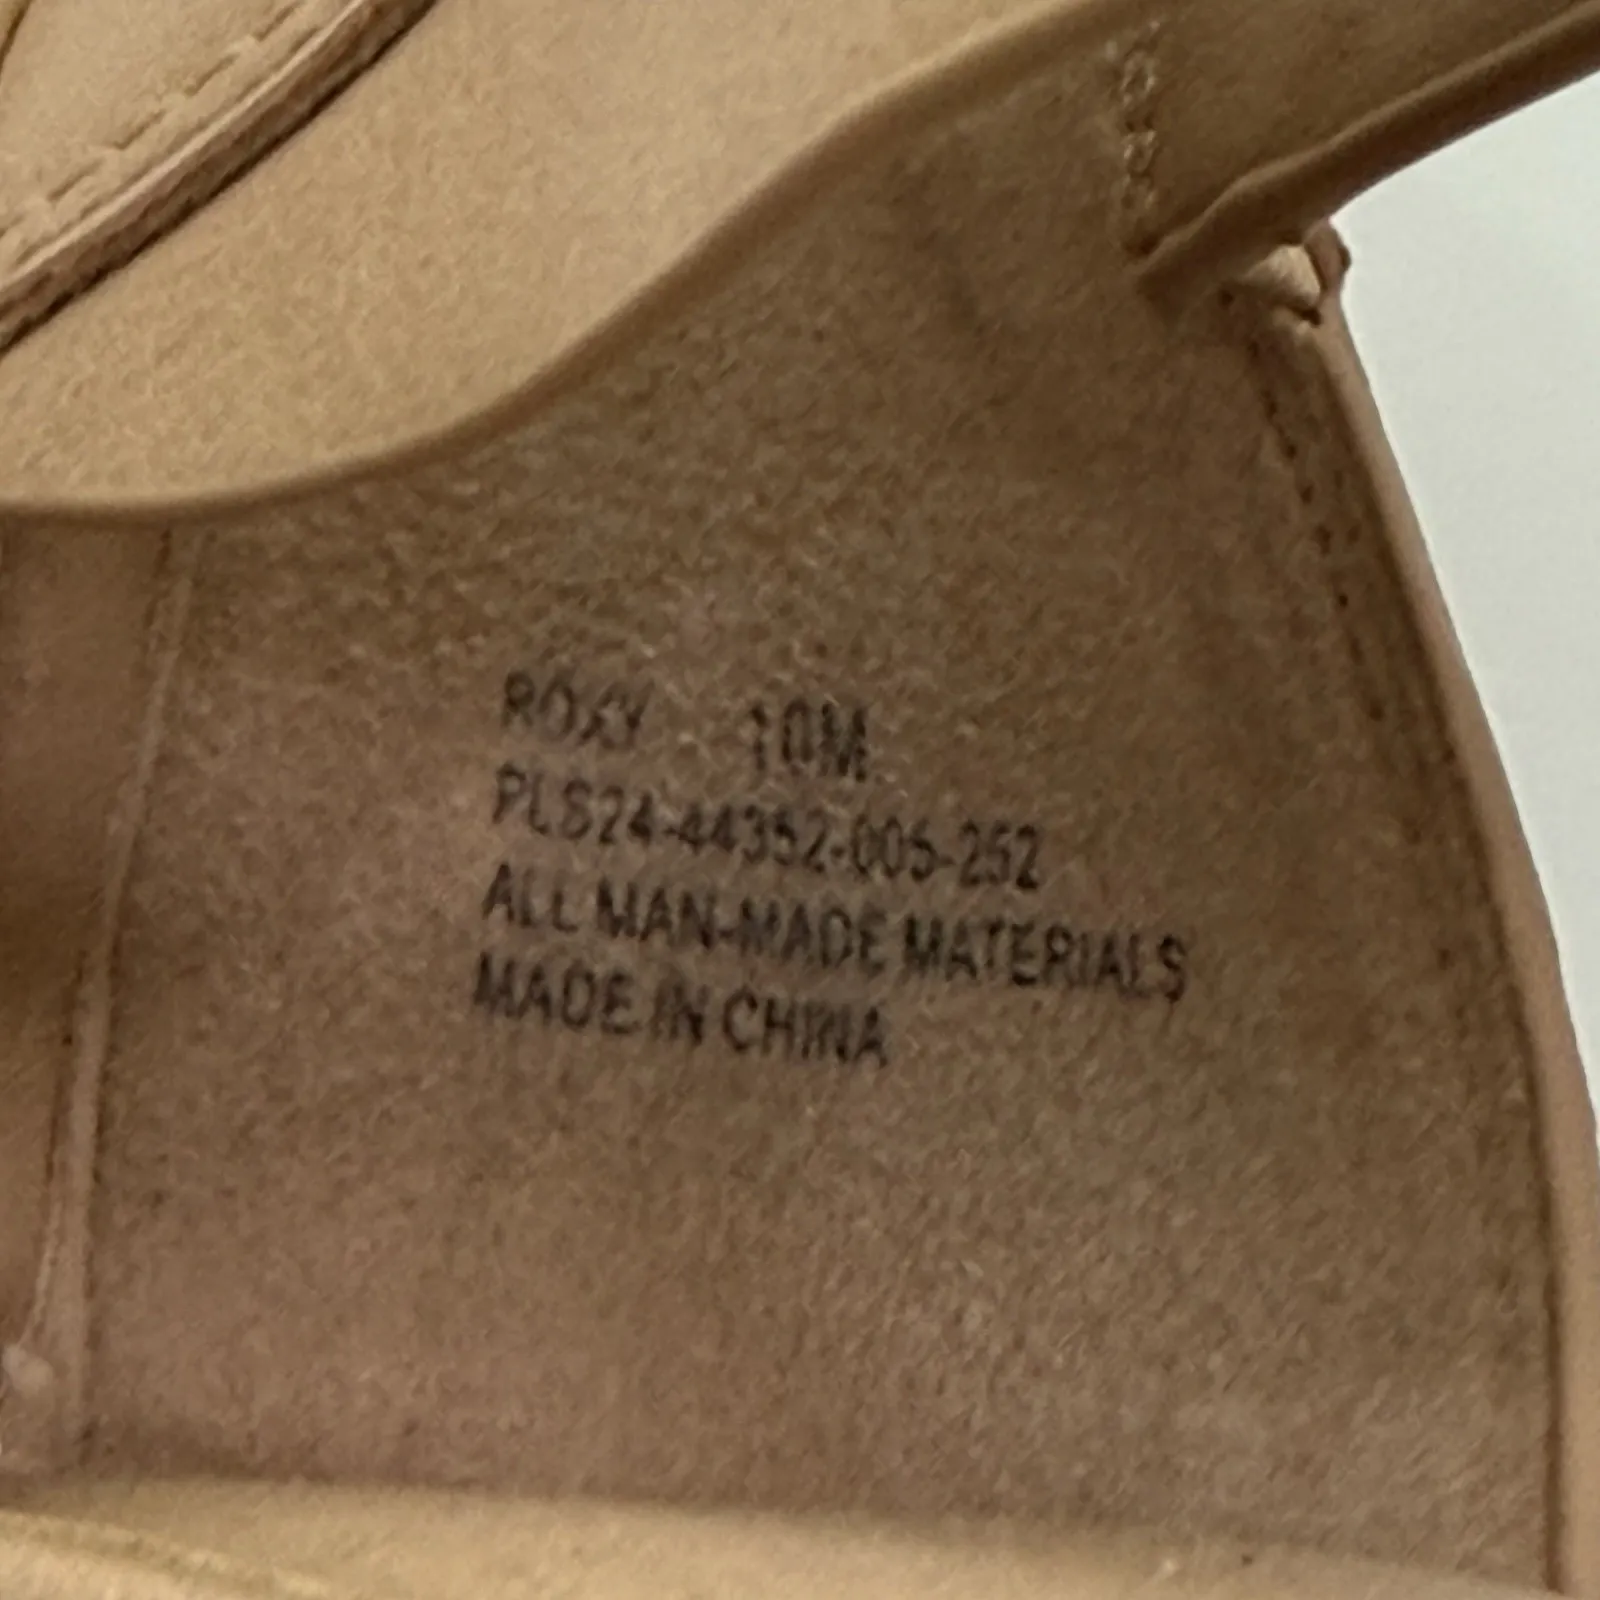 ROXY 10M
PLS24-44352-005-252
ALL MAN-MADE MATERIALS
MADE IN CHINA